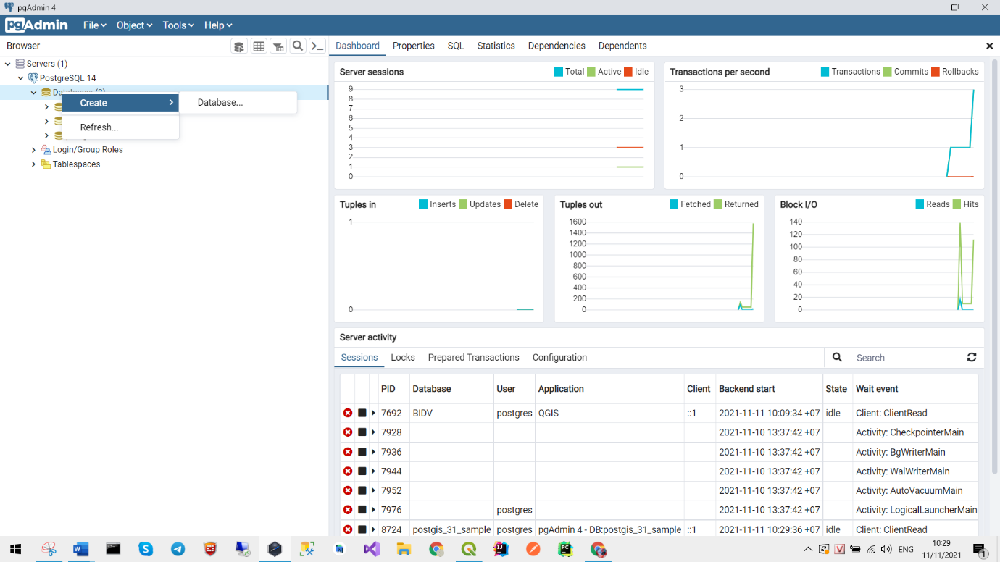 pgAdmin 4
pgAdmin File Object Tools Help
Browser
Dashboard Properties SQL Statistics Dependencies Dependents
Servers (1)
PostgreSQL 14
Create
Database...
Refresh...
Login/Group Roles
Tablespaces
Server sessions
Total Active Idle
9
8
7
6
5
4
3
2
1
0
Transactions per second
Transactions Commits Rollbacks
3
2
1
0
Tuples in
Inserts Updates Delete
1
0
Tuples out
Fetched Returned
1600
1400
1200
1000
800
600
400
200
0
Block I/O
Reads Hits
140
120
100
80
60
40
20
0
Server activity
Sessions Locks Prepared Transactions Configuration
Search
PID Database User Application Client Backend start State Wait event
7692 BIDV postgres QGIS ::1 2021-11-11 10:09:34 +07 idle Client: ClientRead
7928 2021-11-10 13:37:42 +07 Activity: CheckpointerMain
7936 2021-11-10 13:37:42 +07 Activity: BgWriterMain
7944 2021-11-10 13:37:42 +07 Activity: WalWriterMain
7952 2021-11-10 13:37:42 +07 Activity: AutoVacuumMain
7976 postgres 2021-11-10 13:37:42 +07 Activity: LogicalLauncherMain
8724 postgis_31_sample postgres pgAdmin 4 - DB:postgis_31_sample ::1 2021-11-11 10:29:36 +07 idle Client: ClientRead
ENG
10:29
11/11/2021
1